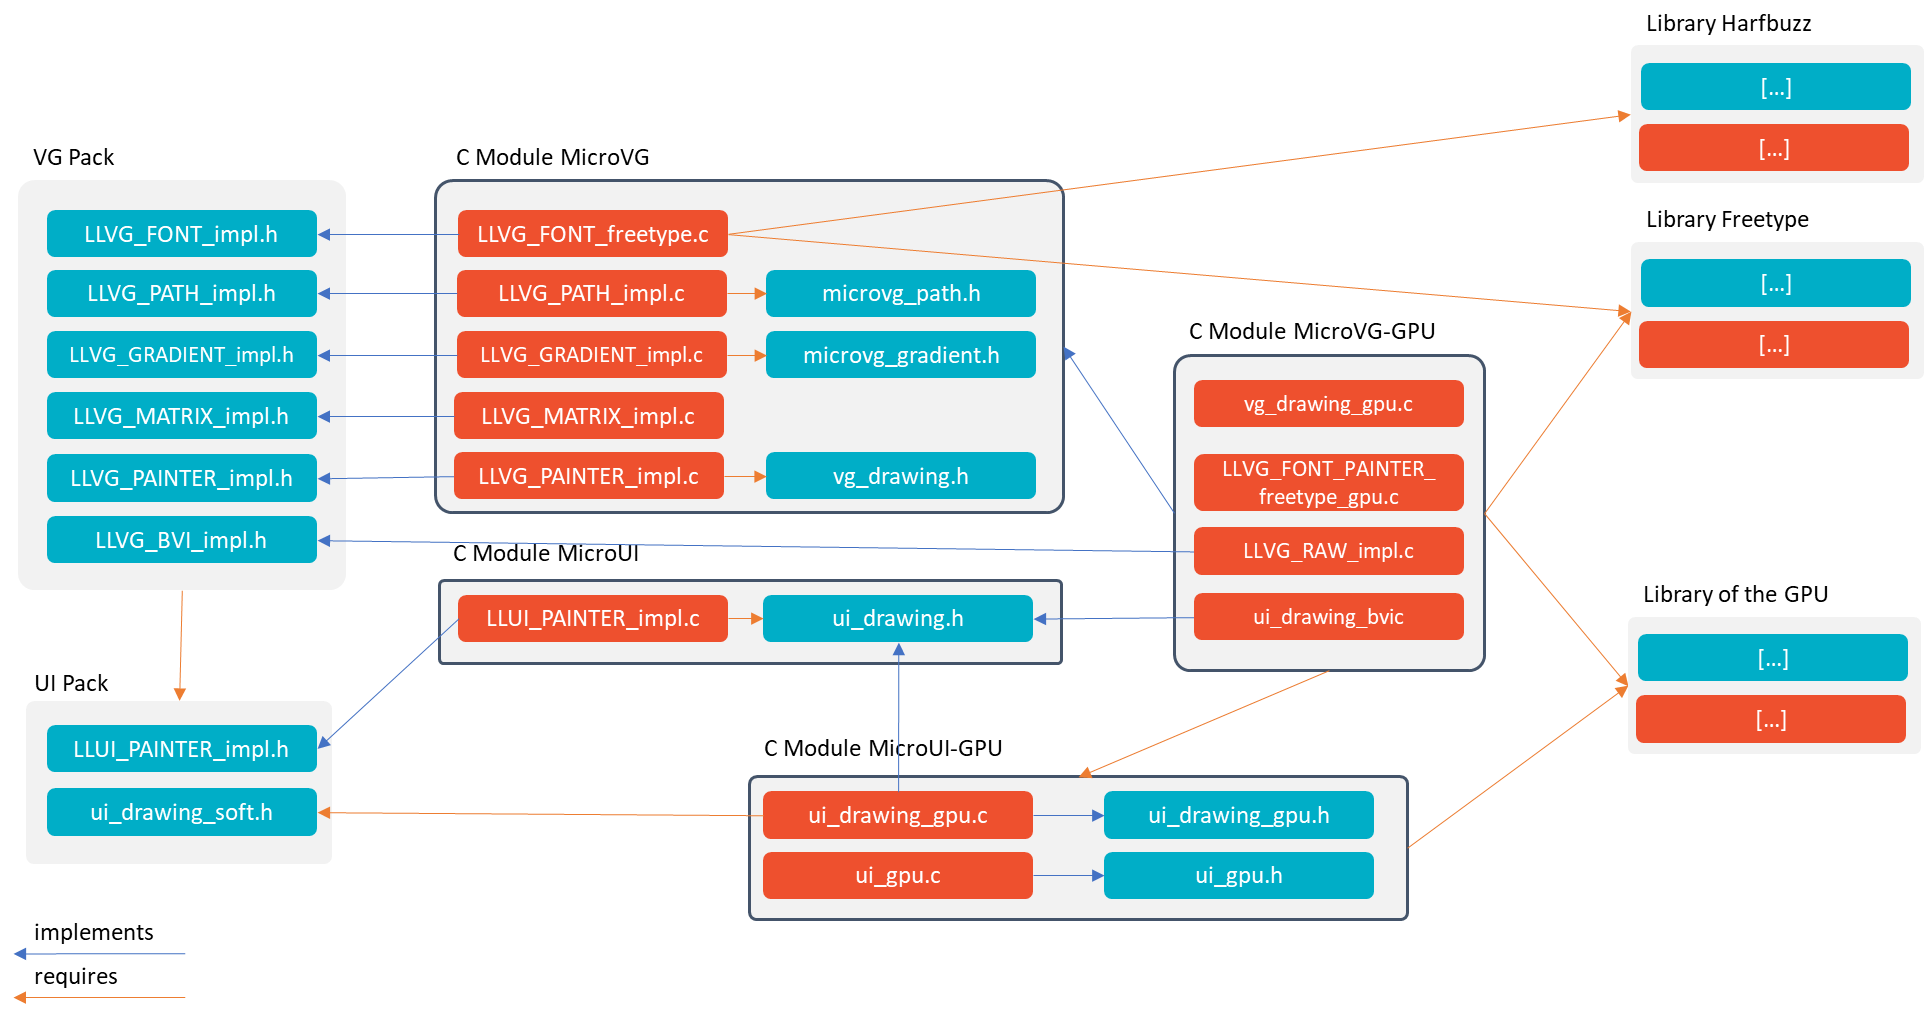 Library Harfbuzz
[...]
[...]
VG Pack
LLVG_FONT_impl.h
LLVG_PATH_impl.h
LLVG_GRADIENT_impl.h
LLVG_MATRIX_impl.h
LLVG_PAINTER_impl.h
LLVG_BVI_impl.h
C Module MicroVG
LLVG_FONT_freetype.c
LLVG_PATH_impl.c
microvg_path.h
LLVG_GRADIENT_impl.c
microvg_gradient.h
LLVG_MATRIX_impl.c
LLVG_PAINTER_impl.c
vg_drawing.h
Library Freetype
[...]
[...]
C Module MicroVG-GPU
vg_drawing_gpu.c
LLVG_FONT_PAINTER_
freetype_gpu.c
LLVG_RAW_impl.c
ui_drawing_bvic
C Module MicroUI
LLUI_PAINTER_impl.c
ui_drawing.h
Library of the GPU
[...]
[...]
UI Pack
LLUI_PAINTER_impl.h
ui_drawing_soft.h
C Module MicroUI-GPU
ui_drawing_gpu.c
ui_drawing_gpu.h
ui_gpu.c
ui_gpu.h
implements
requires